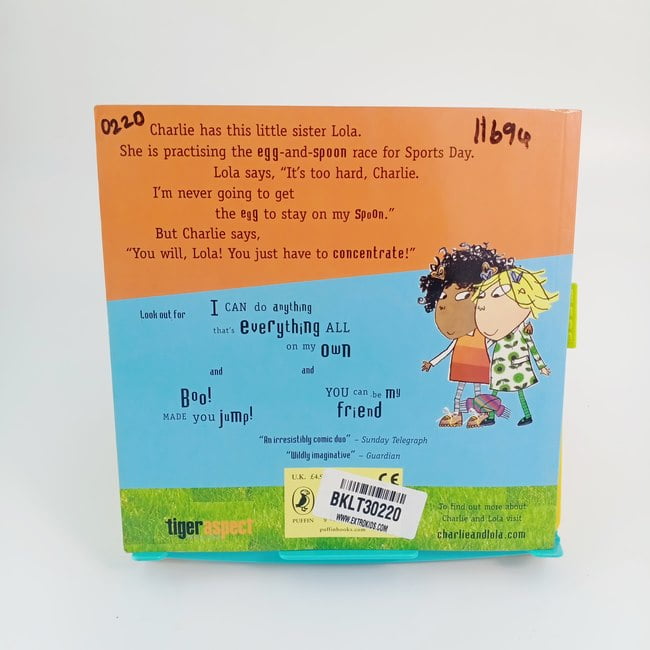 0220
11694
Charlie has this little sister Lola.
She is practising the egg-and-spoon race for Sports Day.
Lola says, “It’s too hard, Charlie.
I’m never going to get
the egg to stay on my spoon.”
But Charlie says,
“You will, Lola! You just have to concentrate!”
Look out for
I CAN do anything
that’s everything ALL
on my own
and
and
Boo!
MADE you jump!
YOU can be my
friend
“An irresistibly comic duo” – Sunday Telegraph
“Wildly imaginative” – Guardian
U.K. £4.
CE
BKLT30220
WWW.EXTROKIDS.COM
PUFFIN
puffinbooks.com
tiger aspect
To find out more about
Charlie and Lola visit
charlieandlola.com